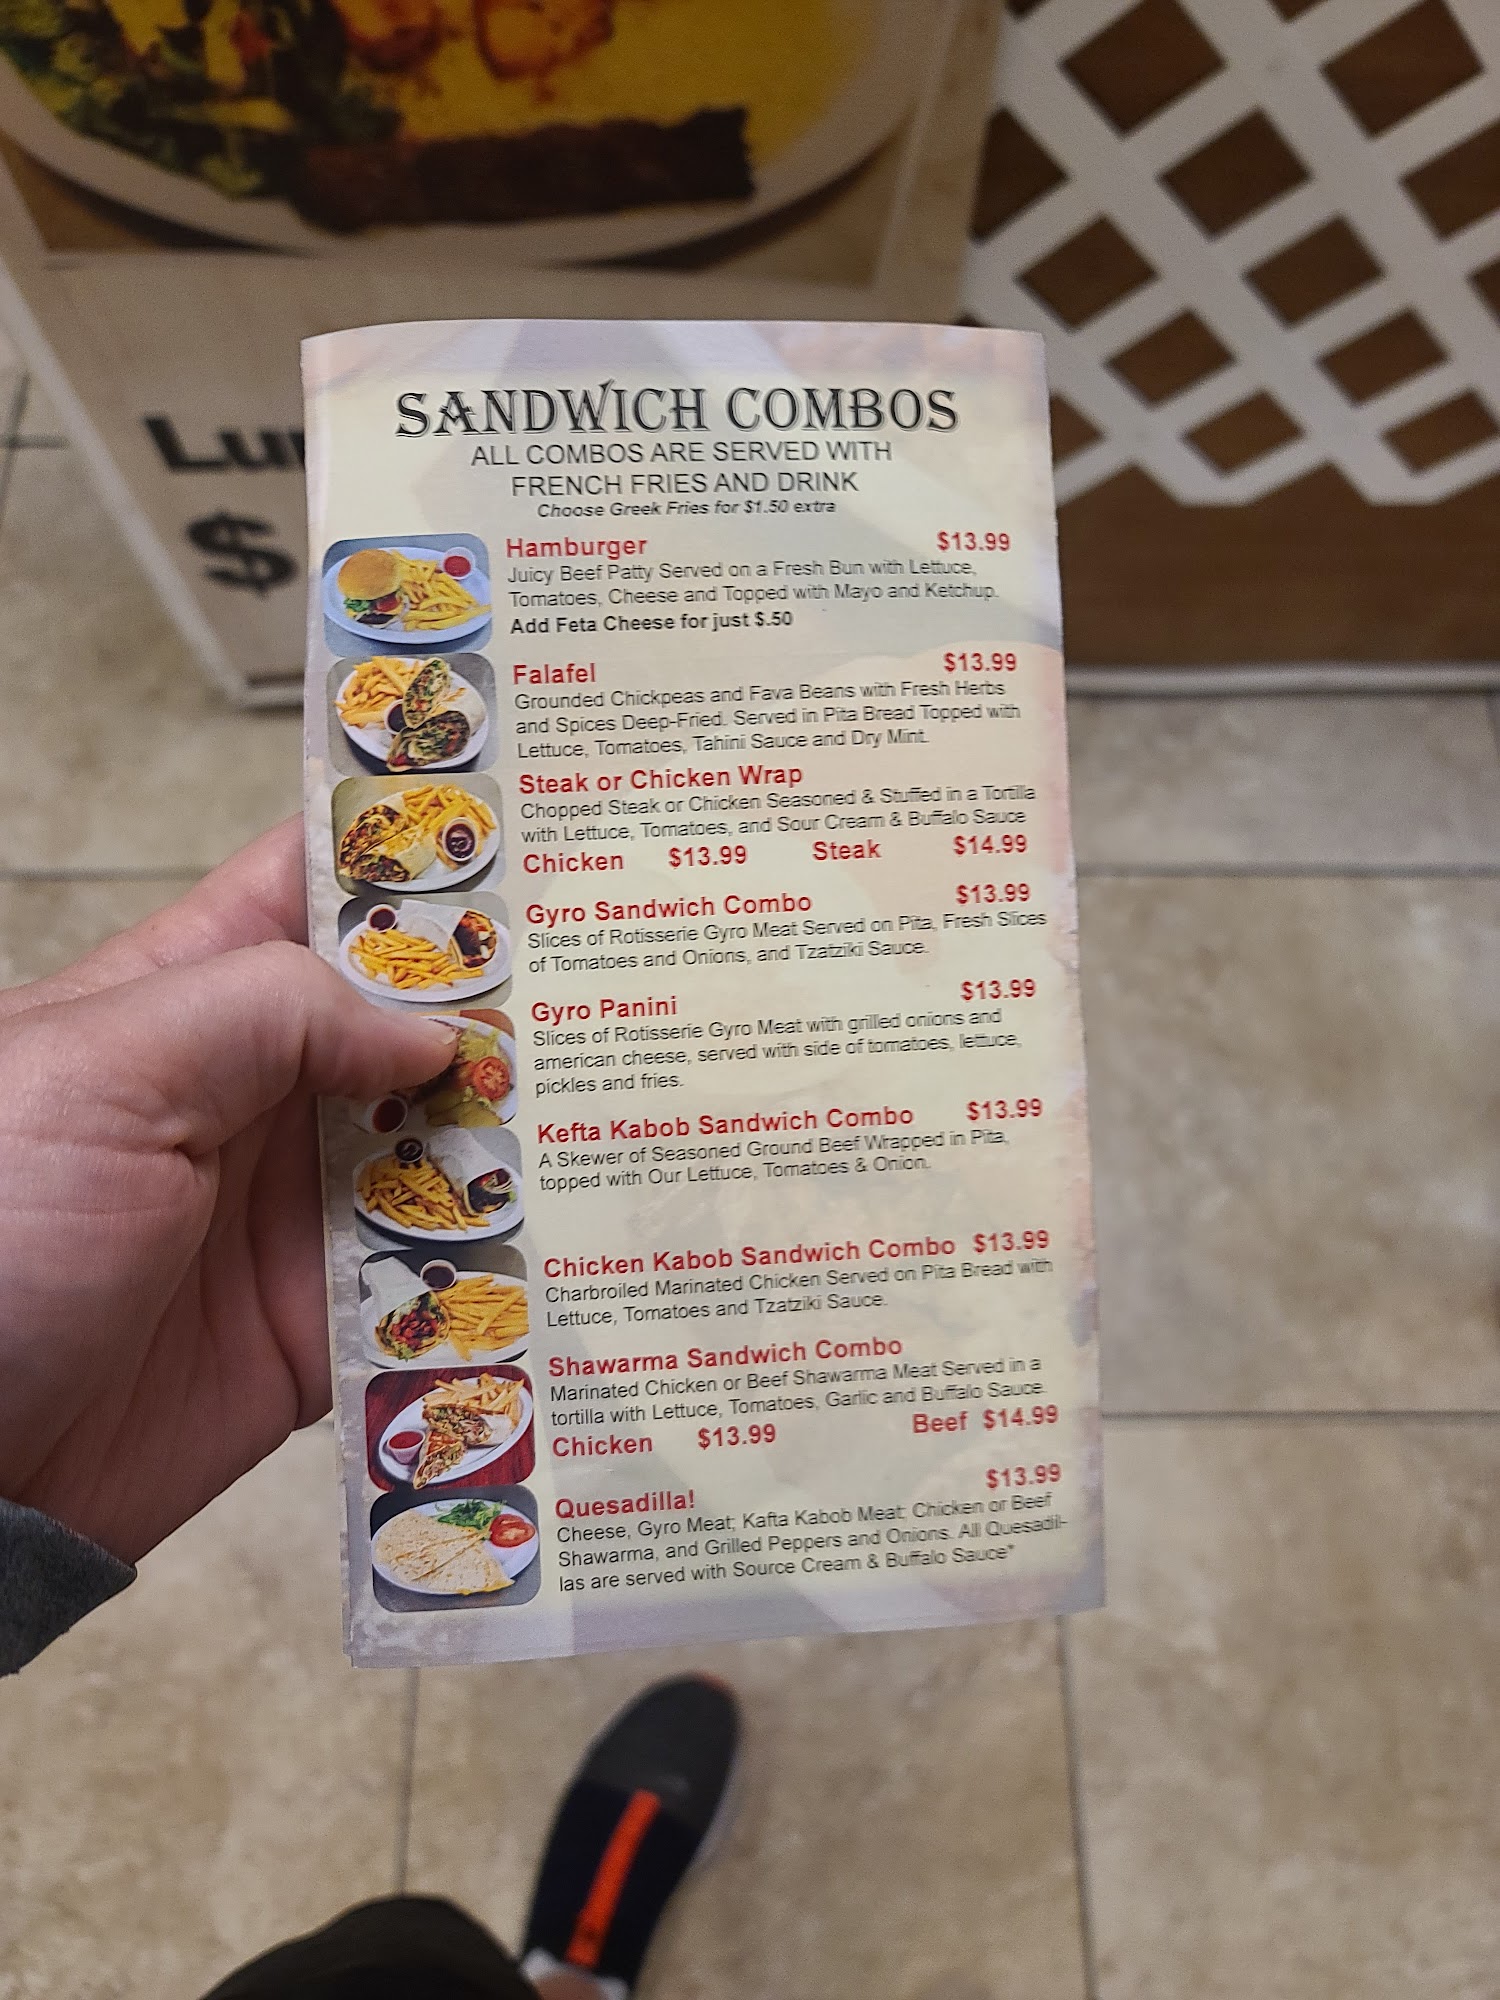 Lu
$
SANDWICH COMBOS
ALL COMBOS ARE SERVED WITH
FRENCH FRIES AND DRINK
Choose Greek Fries for $1.50 extra
Hamburger $13.99
Juicy Beef Patty Served on a Fresh Bun with Lettuce,
Tomatoes, Cheese and Topped with Mayo and Ketchup.
Add Feta Cheese for just $.50
Falafel $13.99
Grounded Chickpeas and Fava Beans with Fresh Herbs
and Spices Deep-Fried. Served in Pita Bread Topped with
Lettuce, Tomatoes, Tahini Sauce and Dry Mint.
Steak or Chicken Wrap
Chopped Steak or Chicken Seasoned & Stuffed in a Tortilla
with Lettuce, Tomatoes, and Sour Cream & Buffalo Sauce
Chicken $13.99 Steak $14.99
Gyro Sandwich Combo $13.99
Slices of Rotisserie Gyro Meat Served on Pita, Fresh Slices
of Tomatoes and Onions, and Tzatziki Sauce.
Gyro Panini $13.99
Slices of Rotisserie Gyro Meat with grilled onions and
american cheese, served with side of tomatoes, lettuce,
pickles and fries.
Kefta Kabob Sandwich Combo $13.99
A Skewer of Seasoned Ground Beef Wrapped in Pita,
topped with Our Lettuce, Tomatoes & Onion.
Chicken Kabob Sandwich Combo $13.99
Charbroiled Marinated Chicken Served on Pita Bread with
Lettuce, Tomatoes and Tzatziki Sauce.
Shawarma Sandwich Combo
Marinated Chicken or Beef Shawarma Meat Served in a
tortilla with Lettuce, Tomatoes, Garlic and Buffalo Sauce.
Chicken $13.99 Beef $14.99
Quesadilla! $13.99
Cheese, Gyro Meat, Kafta Kabob Meat, Chicken or Beef
Shawarma, and Grilled Peppers and Onions. All Quesadil-
las are served with Source Cream & Buffalo Sauce*